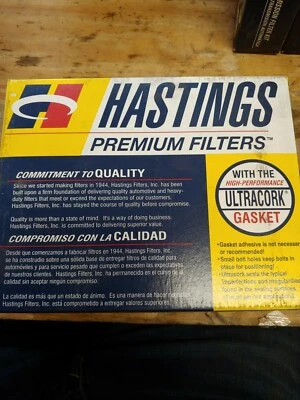 MISSION FILTER KIT
HASTINGS
PREMIUM FILTERS™
COMMITMENT TO QUALITY
Since we started making filters in 1944, Hastings Filters, Inc. has been
built upon a firm foundation of delivering quality automotive and heavy-
duty filters that meet or exceed the expectations of our customers.
Hastings Filters, Inc. has stayed the course of quality before compromise.
Quality is more than a state of mind. It's a way of doing business.
Hastings Filters, Inc. is committed to delivering superior value.
COMPROMISO CON LA CALIDAD
Desde que comenzamos a fabricar filtros en 1944, Hastings Filters, Inc.
se ha construido sobre una sólida base de entregar filtros de calidad para
automóviles y para servicio pesado que cumplen o exceden las expectativas
de nuestros clientes. Hastings Filters, Inc. ha permanecido en el curso de la
calidad sin aceptar ningún compromiso.
La calidad es más que un estado de ánimo. Es una manera de hacer negocios.
Hastings Filters, Inc. está comprometido a entregar valores superiores.
WITH THE
HIGH-PERFORMANCE
ULTRACORK
GASKET
•Gasket adhesive is not necessary
or recommended!
•Small bolt holes keep bolts in
place for positioning!